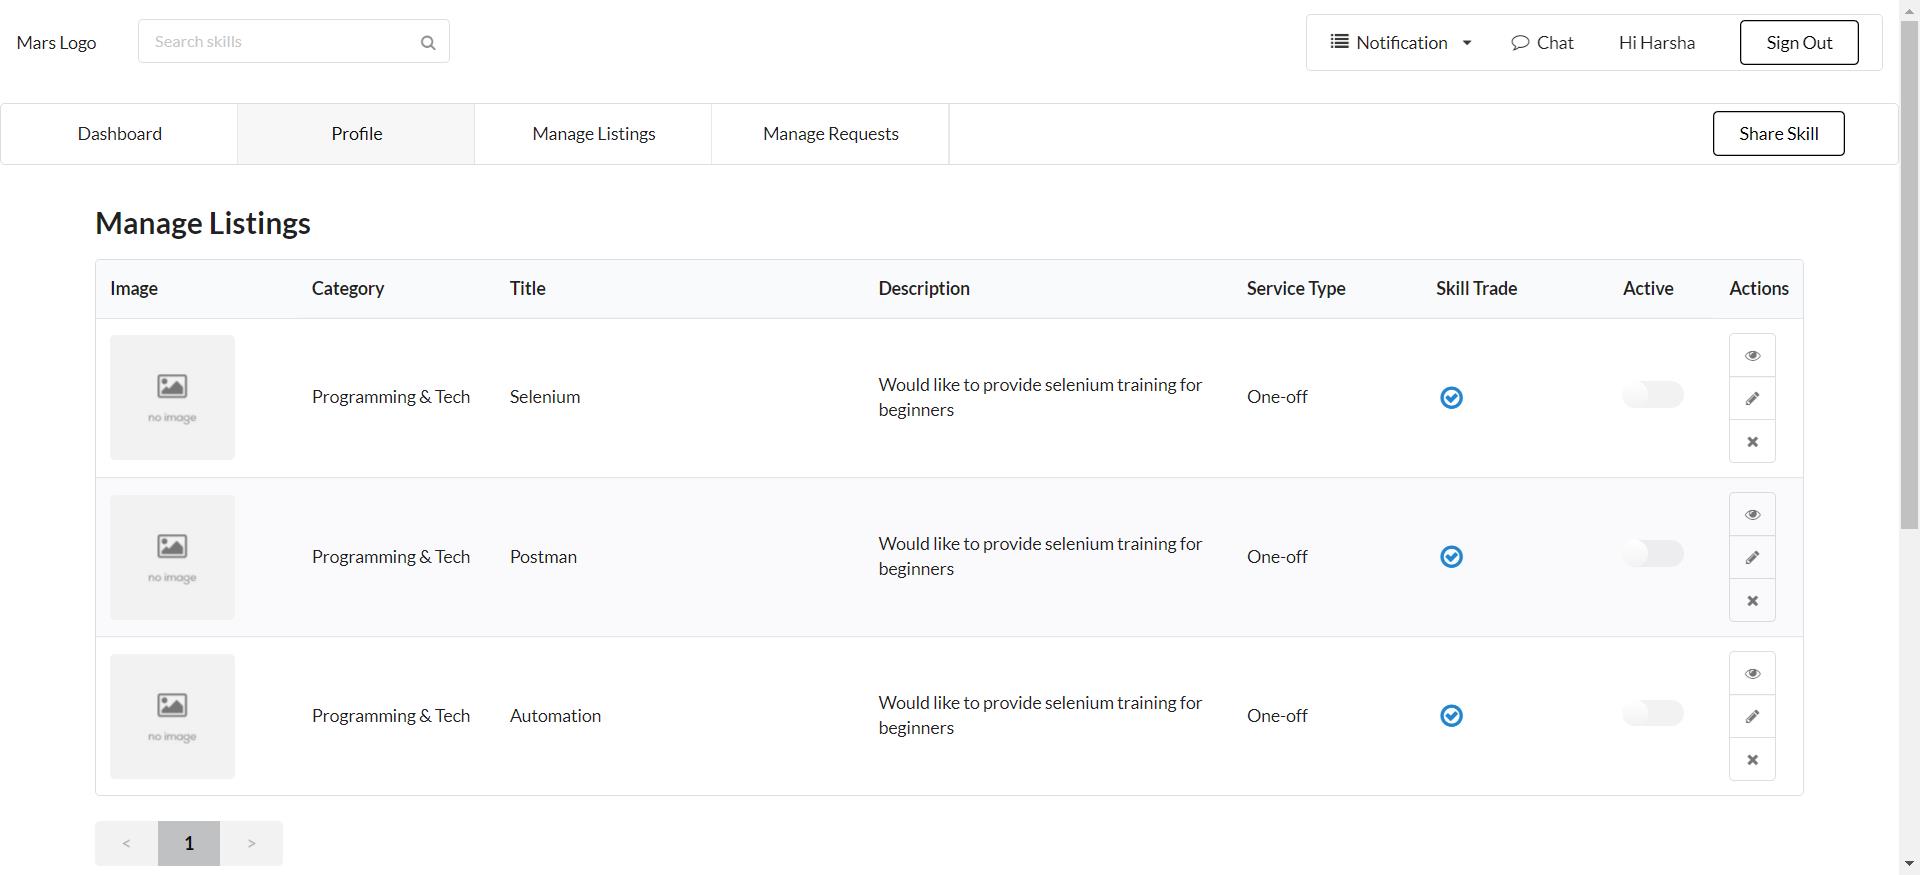 Mars Logo
Search skills
Notification
Chat
Hi Harsha
Sign Out
Dashboard
Profile
Manage Listings
Manage Requests
Share Skill
Manage Listings
Image
Category
Title
Description
Service Type
Skill Trade
Active
Actions
no image
Programming & Tech
Selenium
Would like to provide selenium training for
beginners
One-off
no image
Programming & Tech
Postman
Would like to provide selenium training for
beginners
One-off
no image
Programming & Tech
Automation
Would like to provide selenium training for
beginners
One-off
< 1 >